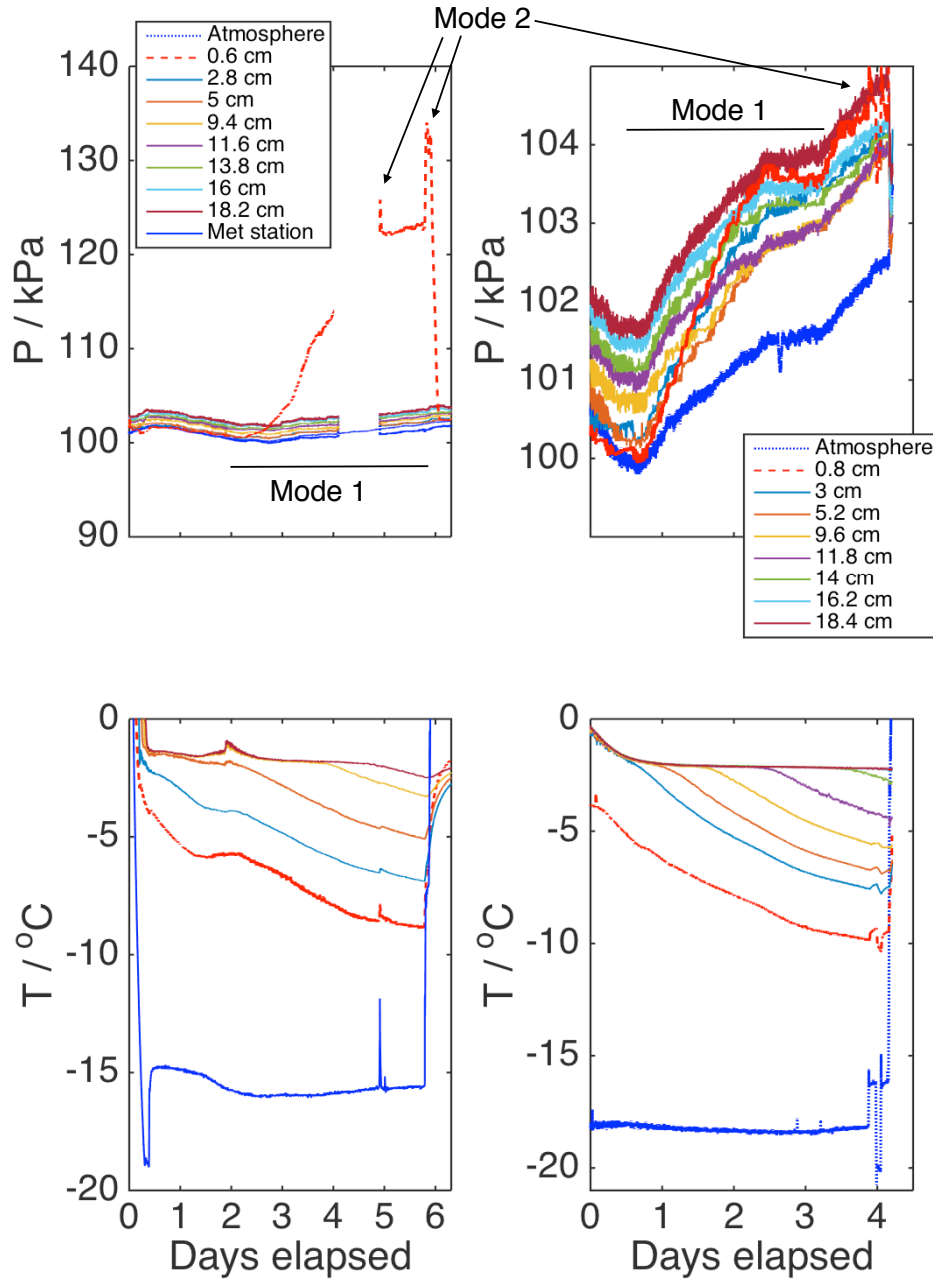 Mode 2
Atmosphere
0.6 cm
2.8 cm
5 cm
9.4 cm
11.6 cm
13.8 cm
16 cm
18.2 cm
Met station
140
130
120
110
100
90
P / kPa
Mode 1
104
103
102
101
100
P / kPa
Mode 1
Atmosphere
0.8 cm
3 cm
5.2 cm
9.6 cm
11.8 cm
14 cm
16.2 cm
18.4 cm
0
-5
-10
-15
-20
T / °C
0 1 2 3 4 5 6
Days elapsed
0
-5
-10
-15
-20
T / °C
0 1 2 3 4
Days elapsed